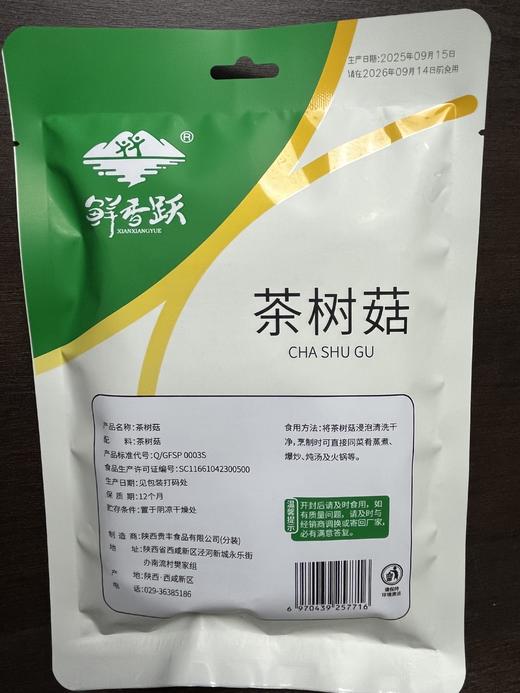 生产日期:2025年09月15日
请在2026年09月14日前食用
®
鲜香跃
XIANXIANGYUE
茶树菇
CHA SHU GU
产品名称:茶树菇
配 料:茶树菇
产品标准代号:Q/GFSP 0003S
食品生产许可证编号:SC11661042300500
生产日期:见包装打码处
保 质 期:12个月
贮存条件:置于阴凉干燥处
制 造 商:陕西贵丰食品有限公司(分装)
地 址:陕西省西咸新区泾河新城永乐街
办南流村樊家组
产 地:陕西·西咸新区
电 话:029-36385186
食用方法:将茶树菇浸泡清洗干
净,烹制时可直接同菜肴蒸煮、
爆炒、炖汤及火锅等。
温馨提示
开封后请及时食用,如
有质量问题,请及时与
经销商调换或寄回厂家,
必有满意答复。
6 970439 257716
请保持
环境清洁